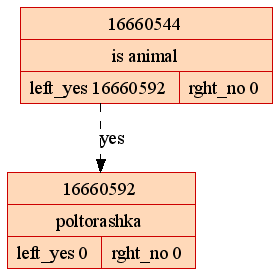 16660544
is animal
left_yes 16660592 rght_no 0
yes
16660592
poltorashka
left_yes 0 rght_no 0